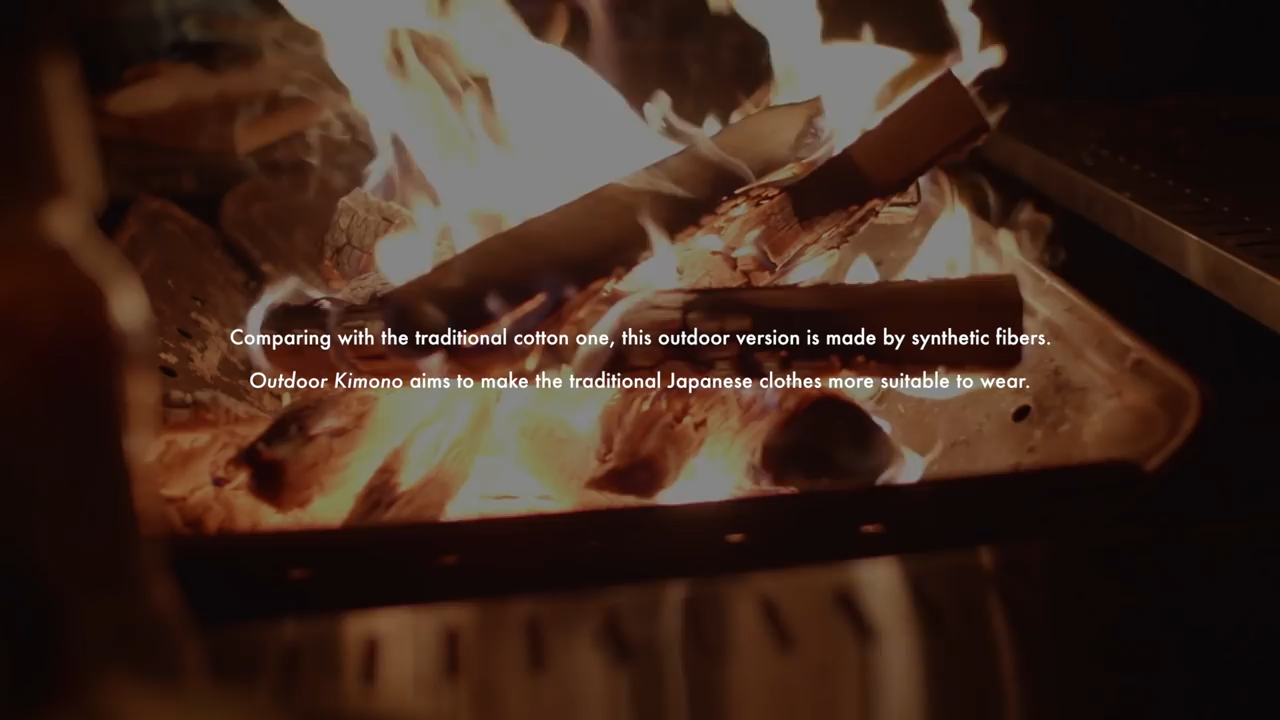 Comparing with the traditional cotton one, this outdoor version is made by synthetic fibers.
Outdoor Kimono aims to make the traditional Japanese clothes more suitable to wear.